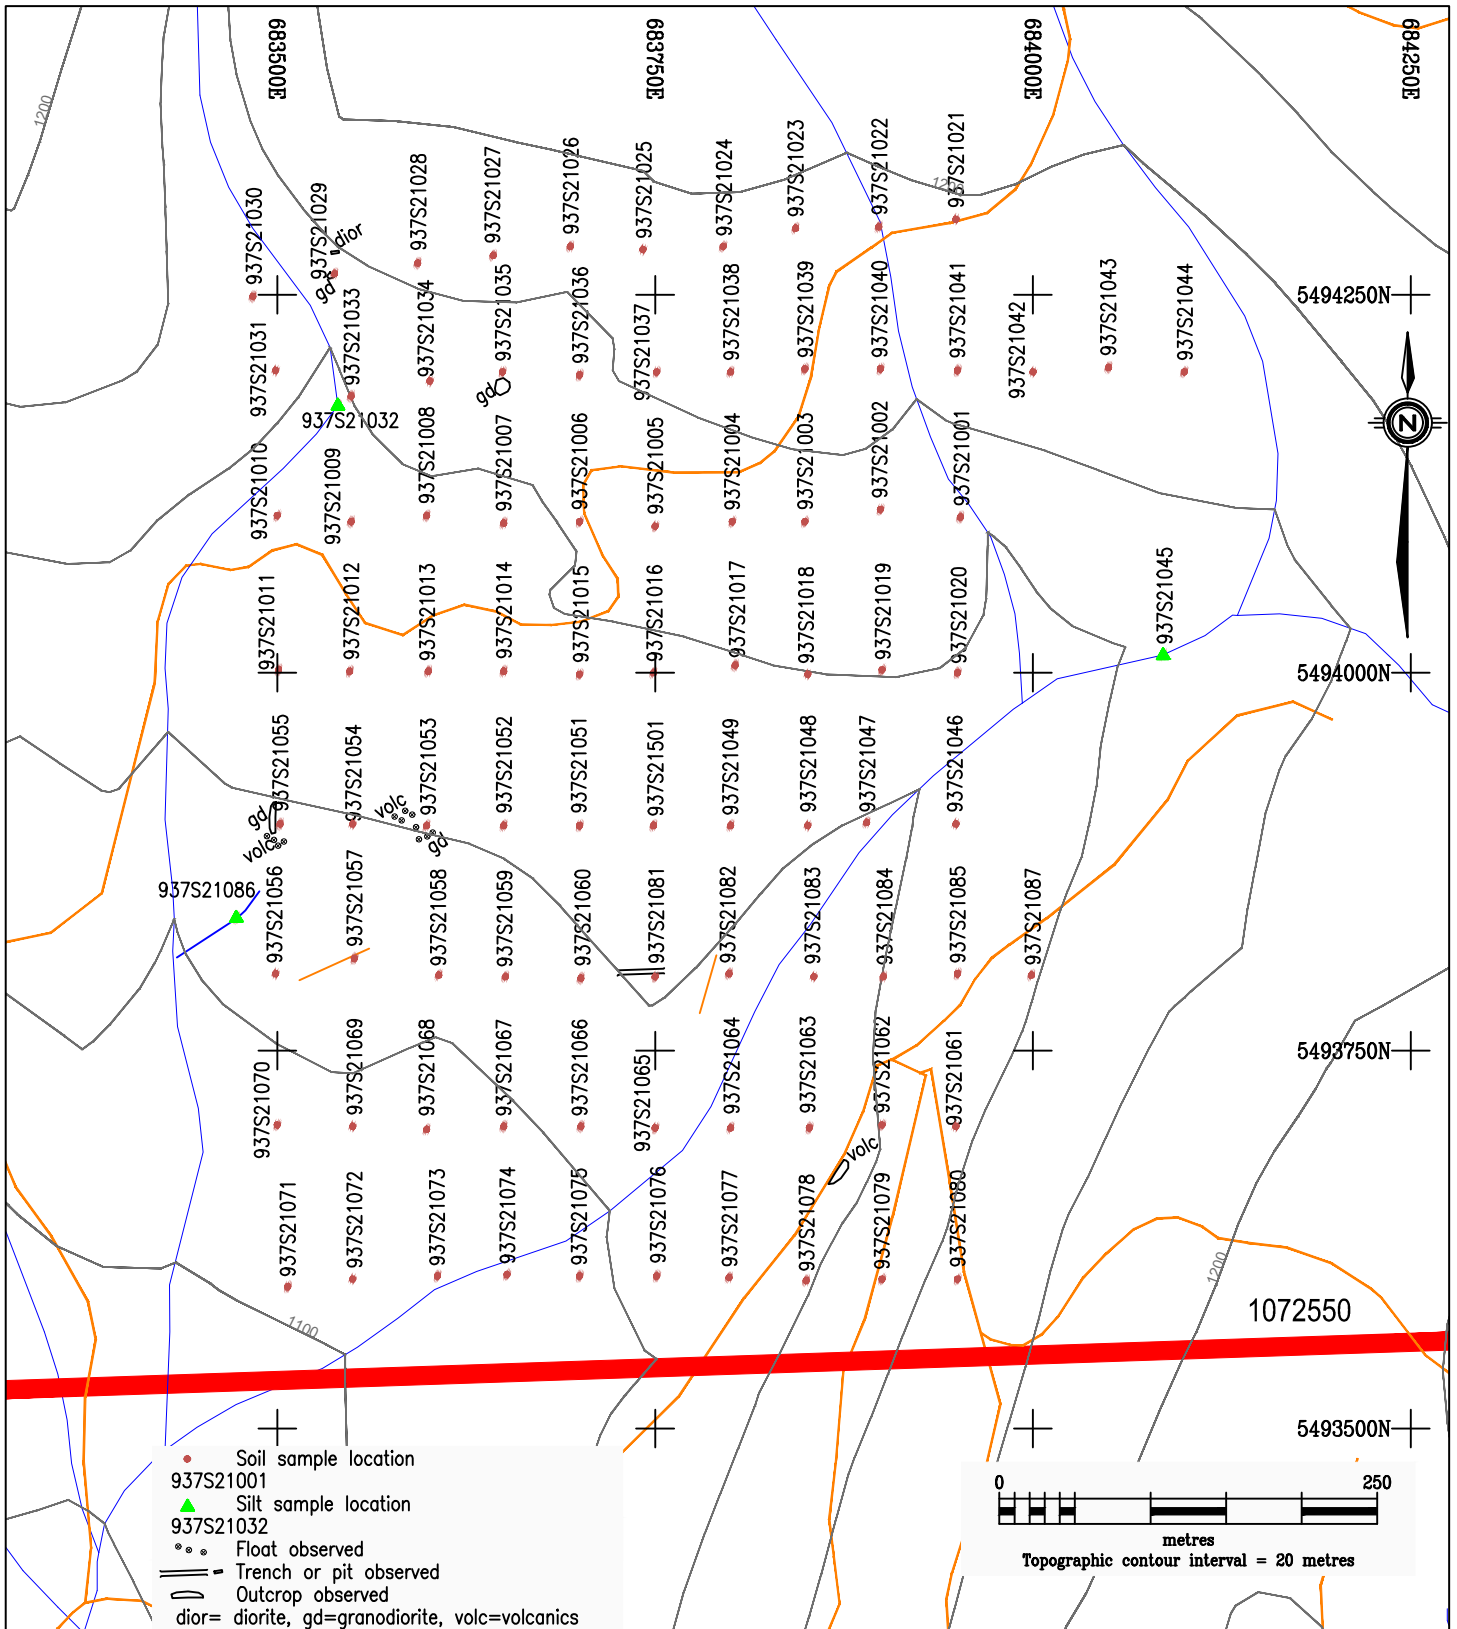 683500E
683750E
684000E
684250E
1200
937S21030
937S21029
dior
gd
937S21028
937S21027
937S21026
937S21025
937S21024
937S21023
937S21022
937S21021
1200
937S21031
937S21033
937S21032
937S21034
937S21035
gd
937S21036
937S21037
937S21038
937S21039
937S21040
937S21041
937S21042
937S21043
937S21044
5494250N
N
937S21010
937S21009
937S21008
937S21007
937S21006
937S21005
937S21004
937S21003
937S21002
937S21001
937S21011
937S21012
937S21013
937S21014
937S21015
937S21016
937S21017
937S21018
937S21019
937S21020
937S21045
5494000N
937S21055
gd
volc
937S21054
volc
937S21053
gd
937S21052
937S21051
937S21501
937S21049
937S21048
937S21047
937S21046
937S21086
937S21056
937S21057
937S21058
937S21059
937S21060
937S21081
937S21082
937S21083
937S21084
937S21085
937S21087
5493750N
937S21070
937S21069
937S21068
937S21067
937S21066
937S21065
937S21064
937S21063
937S21062
937S21061
volc
937S21071
937S21072
937S21073
937S21074
937S21075
937S21076
937S21077
937S21078
937S21079
937S21080
1200
1100
1072550
5493500N
Soil sample location
937S21001
Silt sample location
937S21032
Float observed
Trench or pit observed
Outcrop observed
dior= diorite, gd=granodiorite, volc=volcanics
0 250
metres
Topographic contour interval = 20 metres